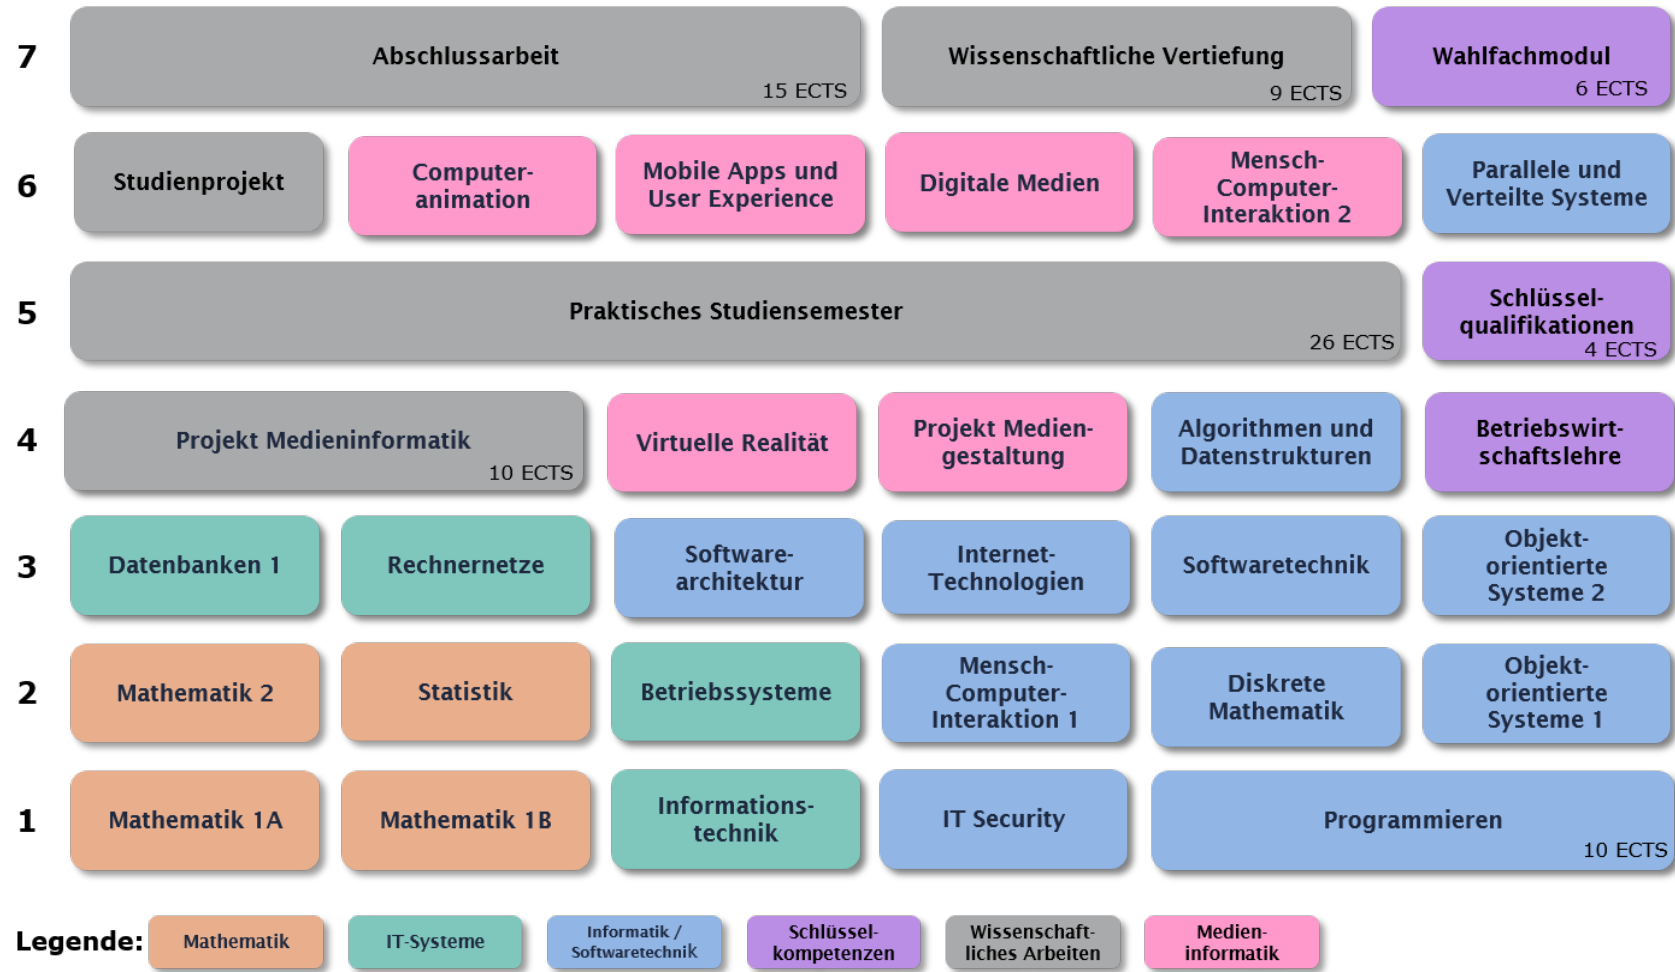 7
Abschlussarbeit
15 ECTS
Wissenschaftliche Vertiefung
9 ECTS
Wahlfachmodul
6 ECTS
6
Studienprojekt
Computer-
animation
Mobile Apps und
User Experience
Digitale Medien
Mensch-
Computer-
Interaktion 2
Parallele und
Verteilte Systeme
5
Praktisches Studiensemester
26 ECTS
Schlüssel-
qualifikationen
4 ECTS
4
Projekt Medieninformatik
10 ECTS
Virtuelle Realität
Projekt Medien-
gestaltung
Algorithmen und
Datenstrukturen
Betriebswirt-
schaftslehre
3
Datenbanken 1
Rechnernetze
Software-
architektur
Internet-
Technologien
Softwaretechnik
Objekt-
orientierte
Systeme 2
2
Mathematik 2
Statistik
Betriebssysteme
Mensch-
Computer-
Interaktion 1
Diskrete
Mathematik
Objekt-
orientierte
Systeme 1
1
Mathematik 1A
Mathematik 1B
Informations-
technik
IT Security
Programmieren
10 ECTS
Legende:
Mathematik
IT-Systeme
Informatik /
Softwaretechnik
Schlüssel-
kompetenzen
Wissenschaft-
liches Arbeiten
Medien-
informatik